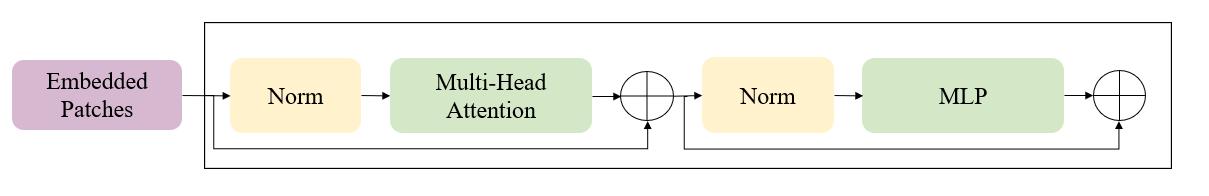 Embedded
Patches
Norm
Multi-Head
Attention
Norm
MLP